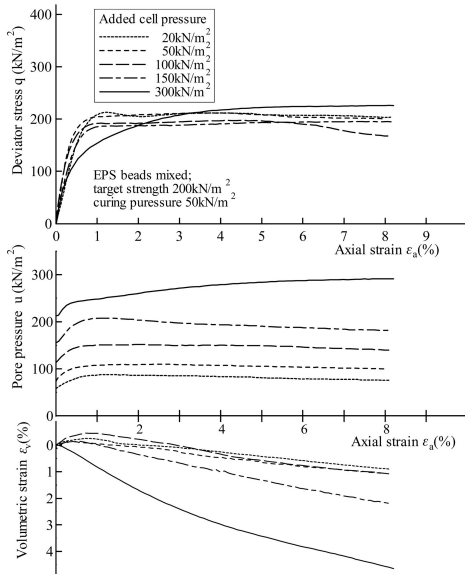 Added cell pressure
20kN/m2
50kN/m2
100kN/m2
150kN/m2
300kN/m2
Deviator stress q (kN/m2)
400
300
200
100
0
EPS beads mixed;
target strength 200kN/m2
curing puressure 50kN/m2
0 1 2 3 4 5 6 7 8 9
Axial strain εa(%)
Pore pressure u (kN/m2)
300
200
100
0
Axial strain εa(%)
2 4 6 8
Volumetric strain εv(%)
0
1
2
3
4